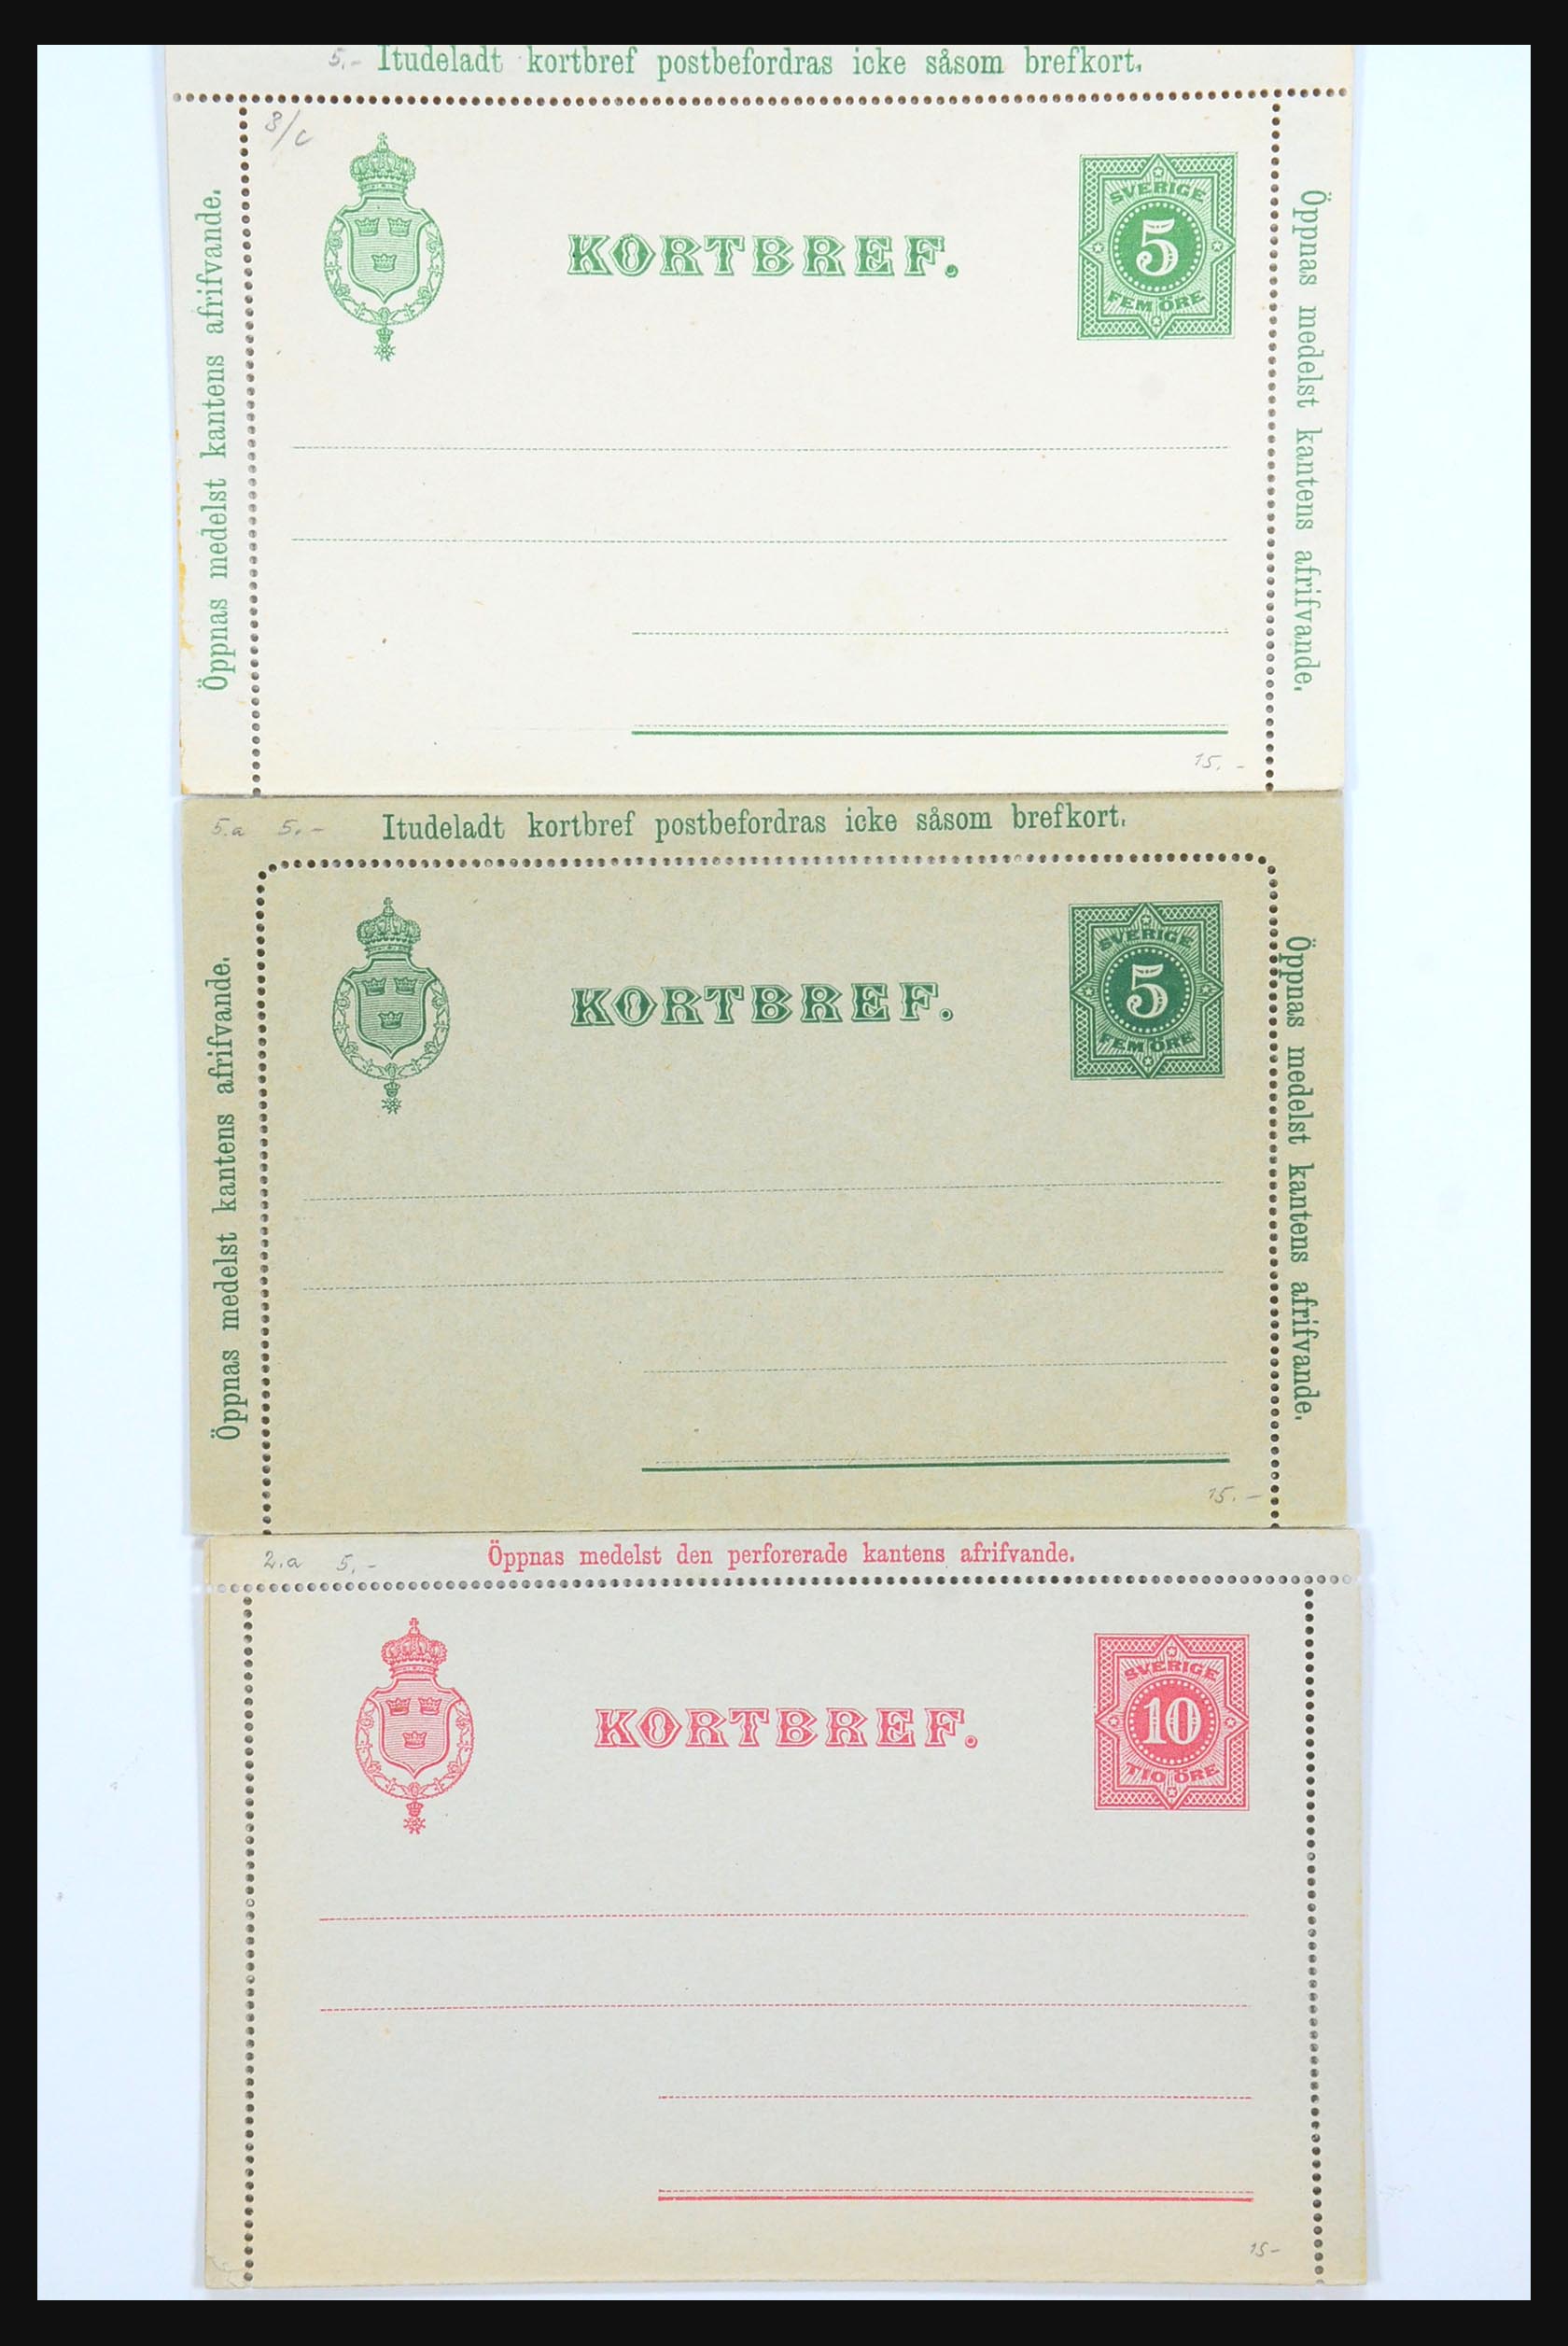 5.- Itudeladt kortbref postbefordras icke såsom brefkort.
8/c
Öppnas medelst kantens afrifvande.
KORTBREF.
SVERIGE
5
FEM ÖRE
Öppnas medelst kantens afrifvande.
15.-
5.a 5.- Itudeladt kortbref postbefordras icke såsom brefkort.
Öppnas medelst kantens afrifvande.
KORTBREF.
SVERIGE
5
FEM ÖRE
Öppnas medelst kantens afrifvande.
15.-
2.a 5.- Öppnas medelst den perforerade kantens afrifvande.
KORTBREF.
SVERIGE
10
TIO ÖRE
15-